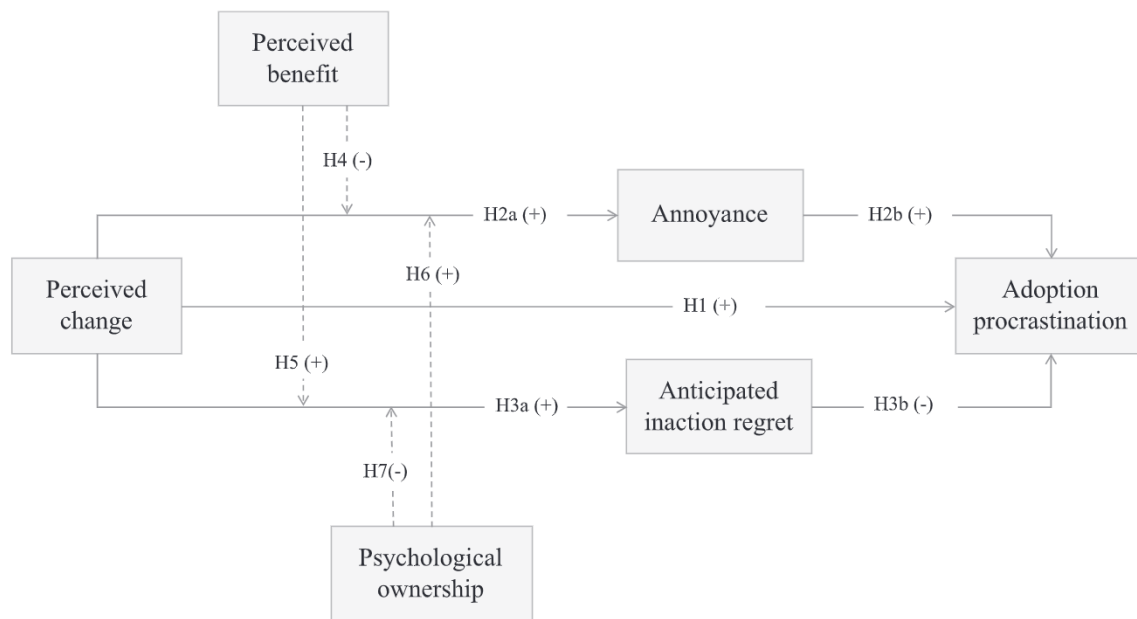 Perceived
benefit
H4 (-)
H2a (+)
Annoyance
H2b (+)
H6 (+)
Perceived
change
H1 (+)
Adoption
procrastination
H5 (+)
H3a (+)
Anticipated
inaction regret
H3b (-)
H7(-)
Psychological
ownership